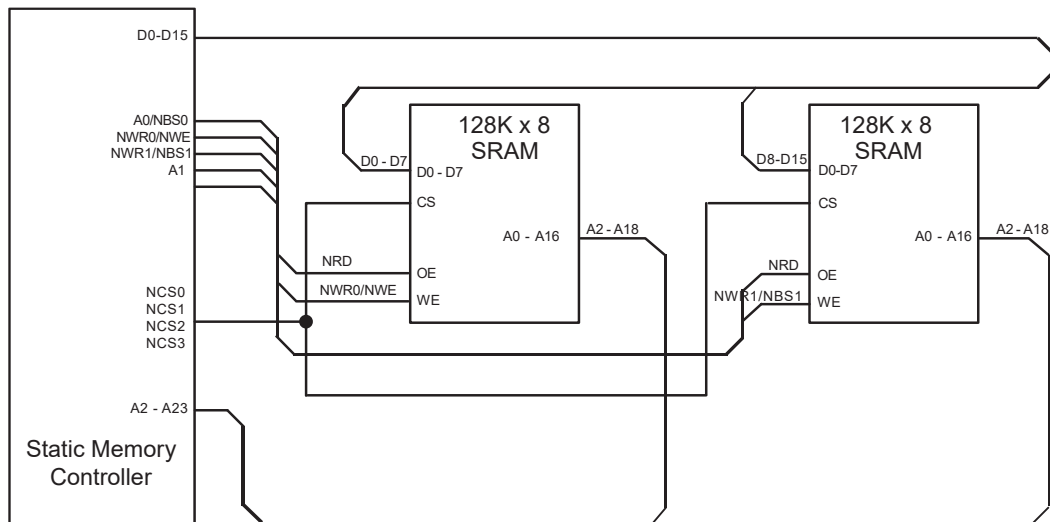 D0-D15
A0/NBS0
NWR0/NWE
NWR1/NBS1
A1
128K x 8
SRAM
D0 - D7
D0 - D7
CS
A0 - A16
A2 - A18
NRD
OE
NWR0/NWE
WE
128K x 8
SRAM
D8-D15
D0-D7
CS
A0 - A16
A2 - A18
NRD
OE
NWR1/NBS1
WE
NCS0
NCS1
NCS2
NCS3
A2 - A23
Static Memory
Controller